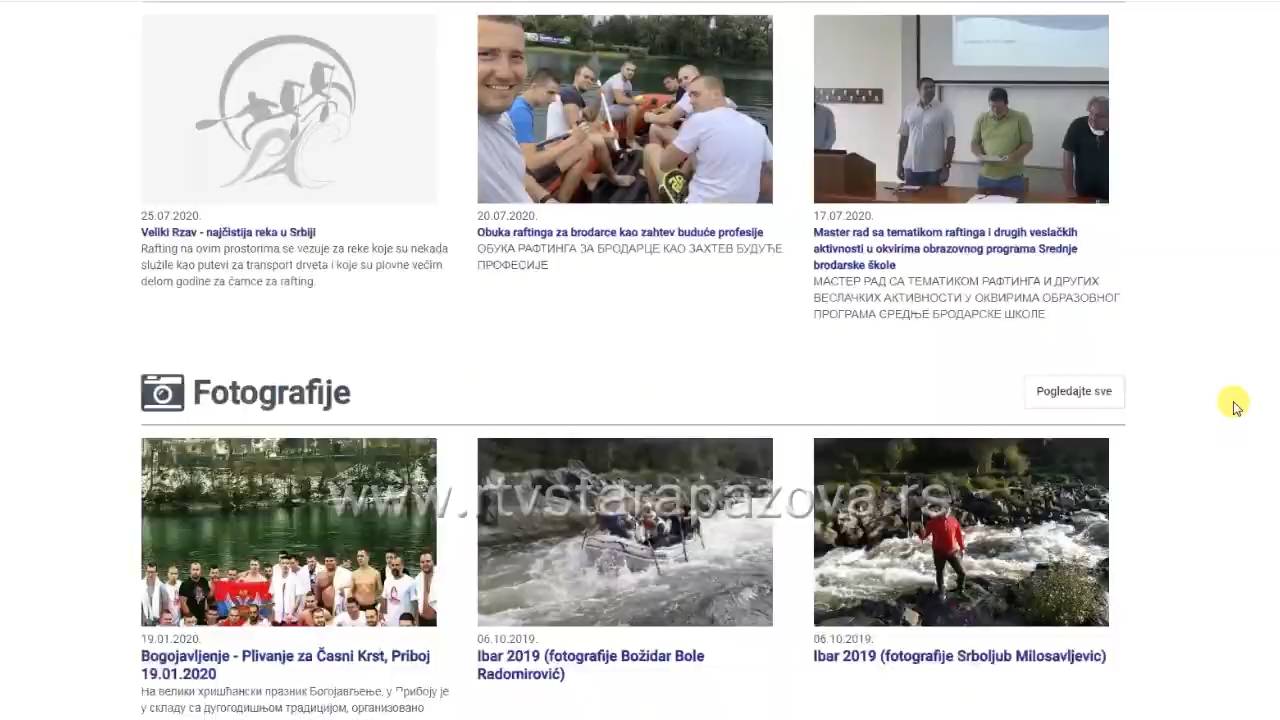 25.07.2020.
Veliki Rzav - najčistija reka u Srbiji
Rafting na ovim prostorima se vezuje za reke koje su nekada
služile kao putevi za transport drveta i koje su plovne većim
delom godine za čamce za rafting.
20.07.2020.
Obuka raftinga za brodarce kao zahtev buduće profesije
ОБУКА РАФТИНГА ЗА БРОДАРЦЕ КАО ЗАХТЕВ БУДУЋЕ
ПРОФЕСИЈЕ
17.07.2020.
Master rad sa tematikom raftinga i drugih veslačkih
aktivnosti u okvirima obrazovnog programa Srednje
brodarske škole
МАСТЕР РАД СА ТЕМАТИКОМ РАФТИНГА И ДРУГИХ
ВЕСЛАЧКИХ АКТИВНОСТИ У ОКВИРИМА ОБРАЗОВНОГ
ПРОГРАМА СРЕДЊЕ БРОДАРСКЕ ШКОЛЕ
Fotografije
Pogledajte sve
www.rtvstarapazova.rs
19.01.2020.
Bogojavljenje - Plivanje za Časni Krst, Priboj
19.01.2020
На велики хришћански празник Богојављење, у Прибоју је
у складу са дугогодишњом традицијом, организовано
06.10.2019.
Ibar 2019 (fotografije Božidar Bole
Radomirović)
06.10.2019.
Ibar 2019 (fotografije Srboljub Milosavljevic)